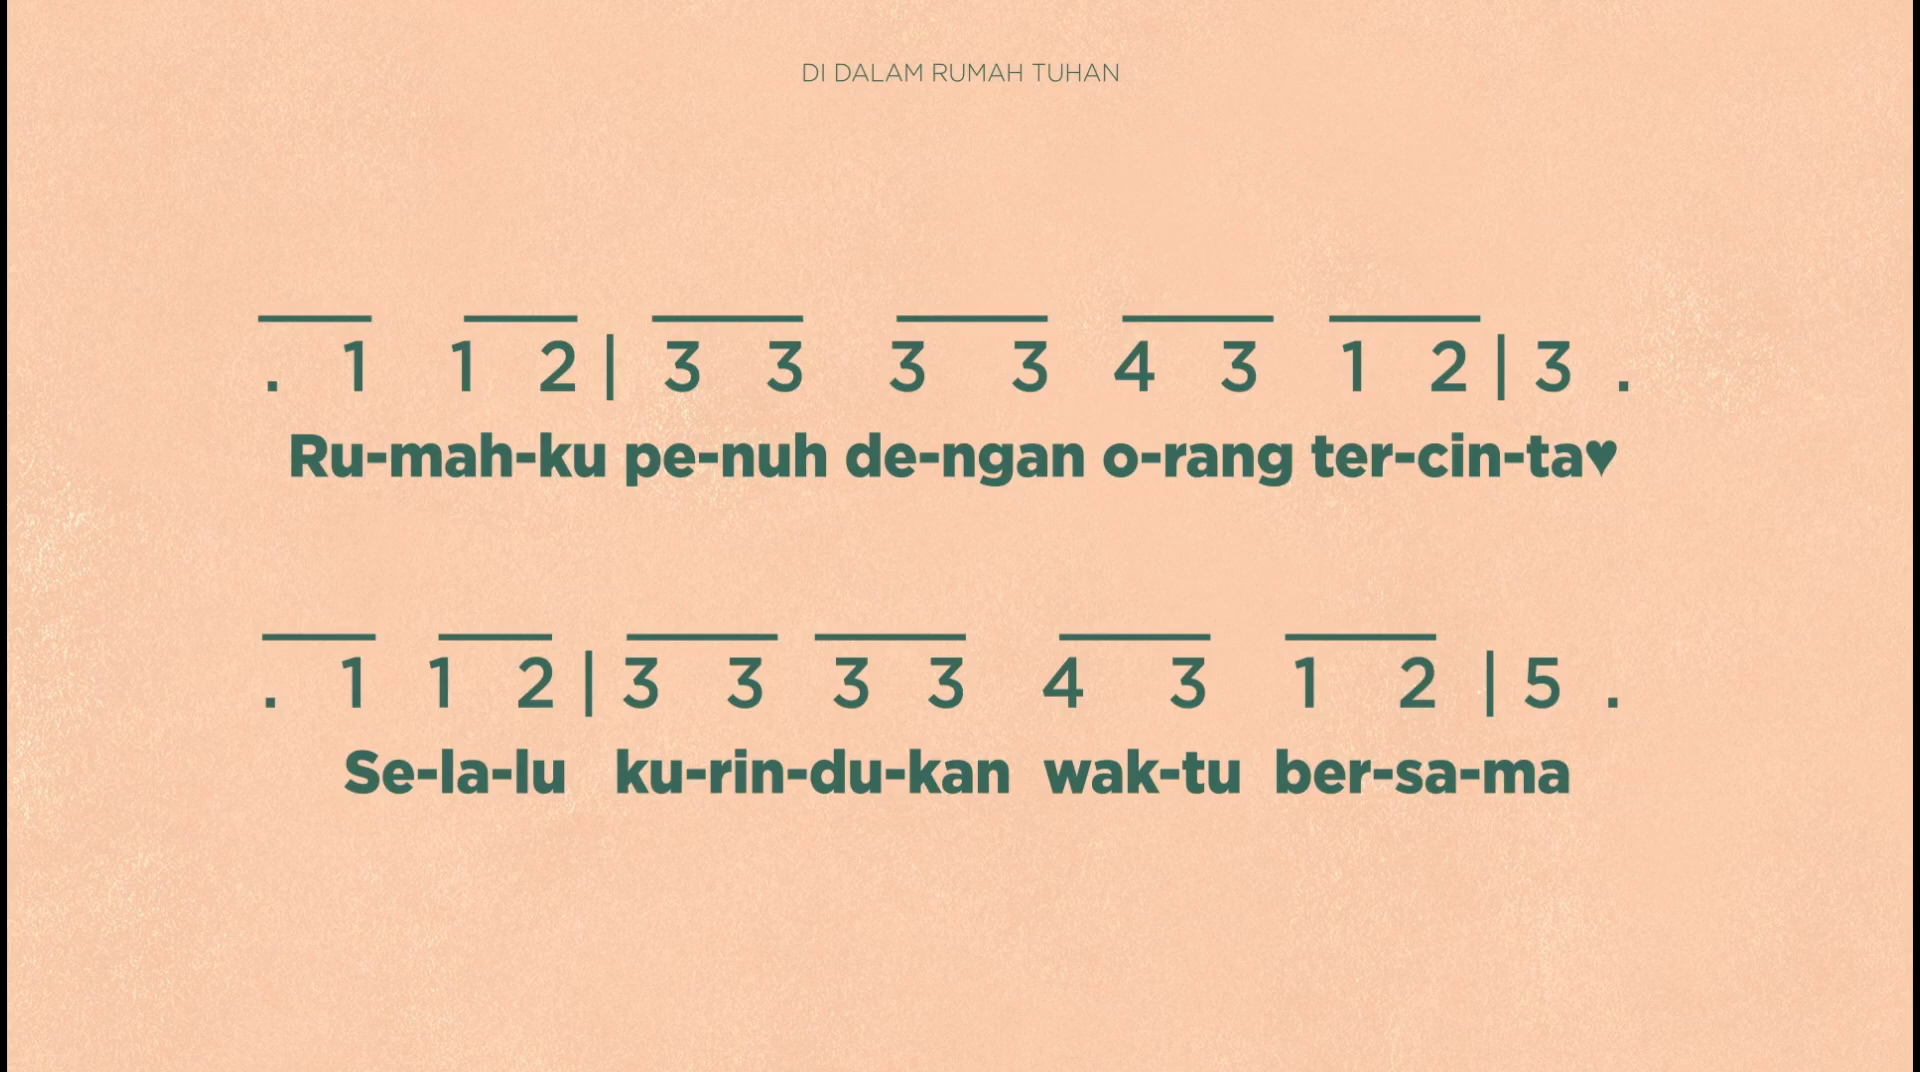 DI DALAM RUMAH TUHAN
. 1 1 2 | 3 3 3 3 4 3 1 2 | 3 .
Ru-mah-ku pe-nuh de-ngan o-rang ter-cin-ta♥
. 1 1 2 | 3 3 3 3 4 3 1 2 | 5 .
Se-la-lu ku-rin-du-kan wak-tu ber-sa-ma